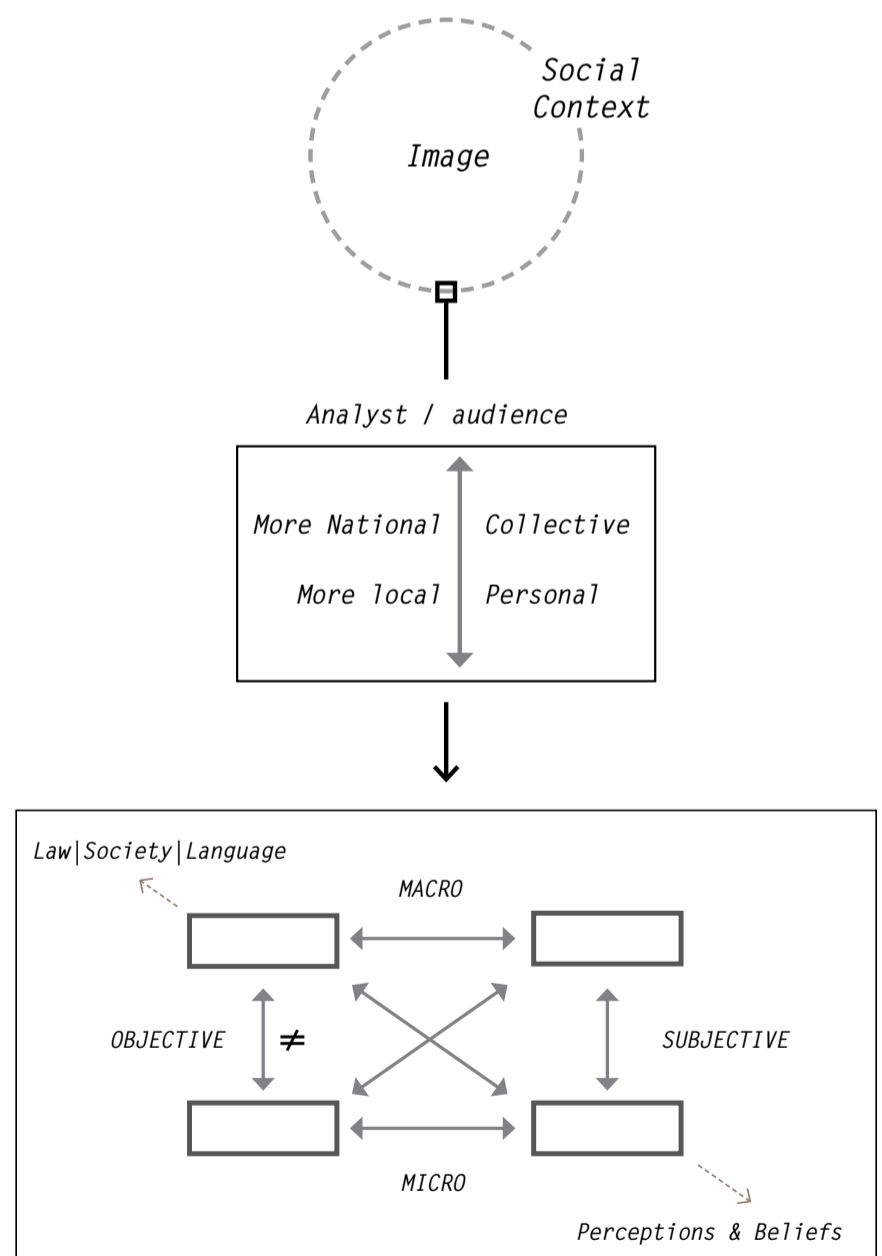 Social
Context
Image
Analyst / audience
More National Collective
More local Personal
Law|Society|Language
MACRO
OBJECTIVE ≠ SUBJECTIVE
MICRO
Perceptions & Beliefs